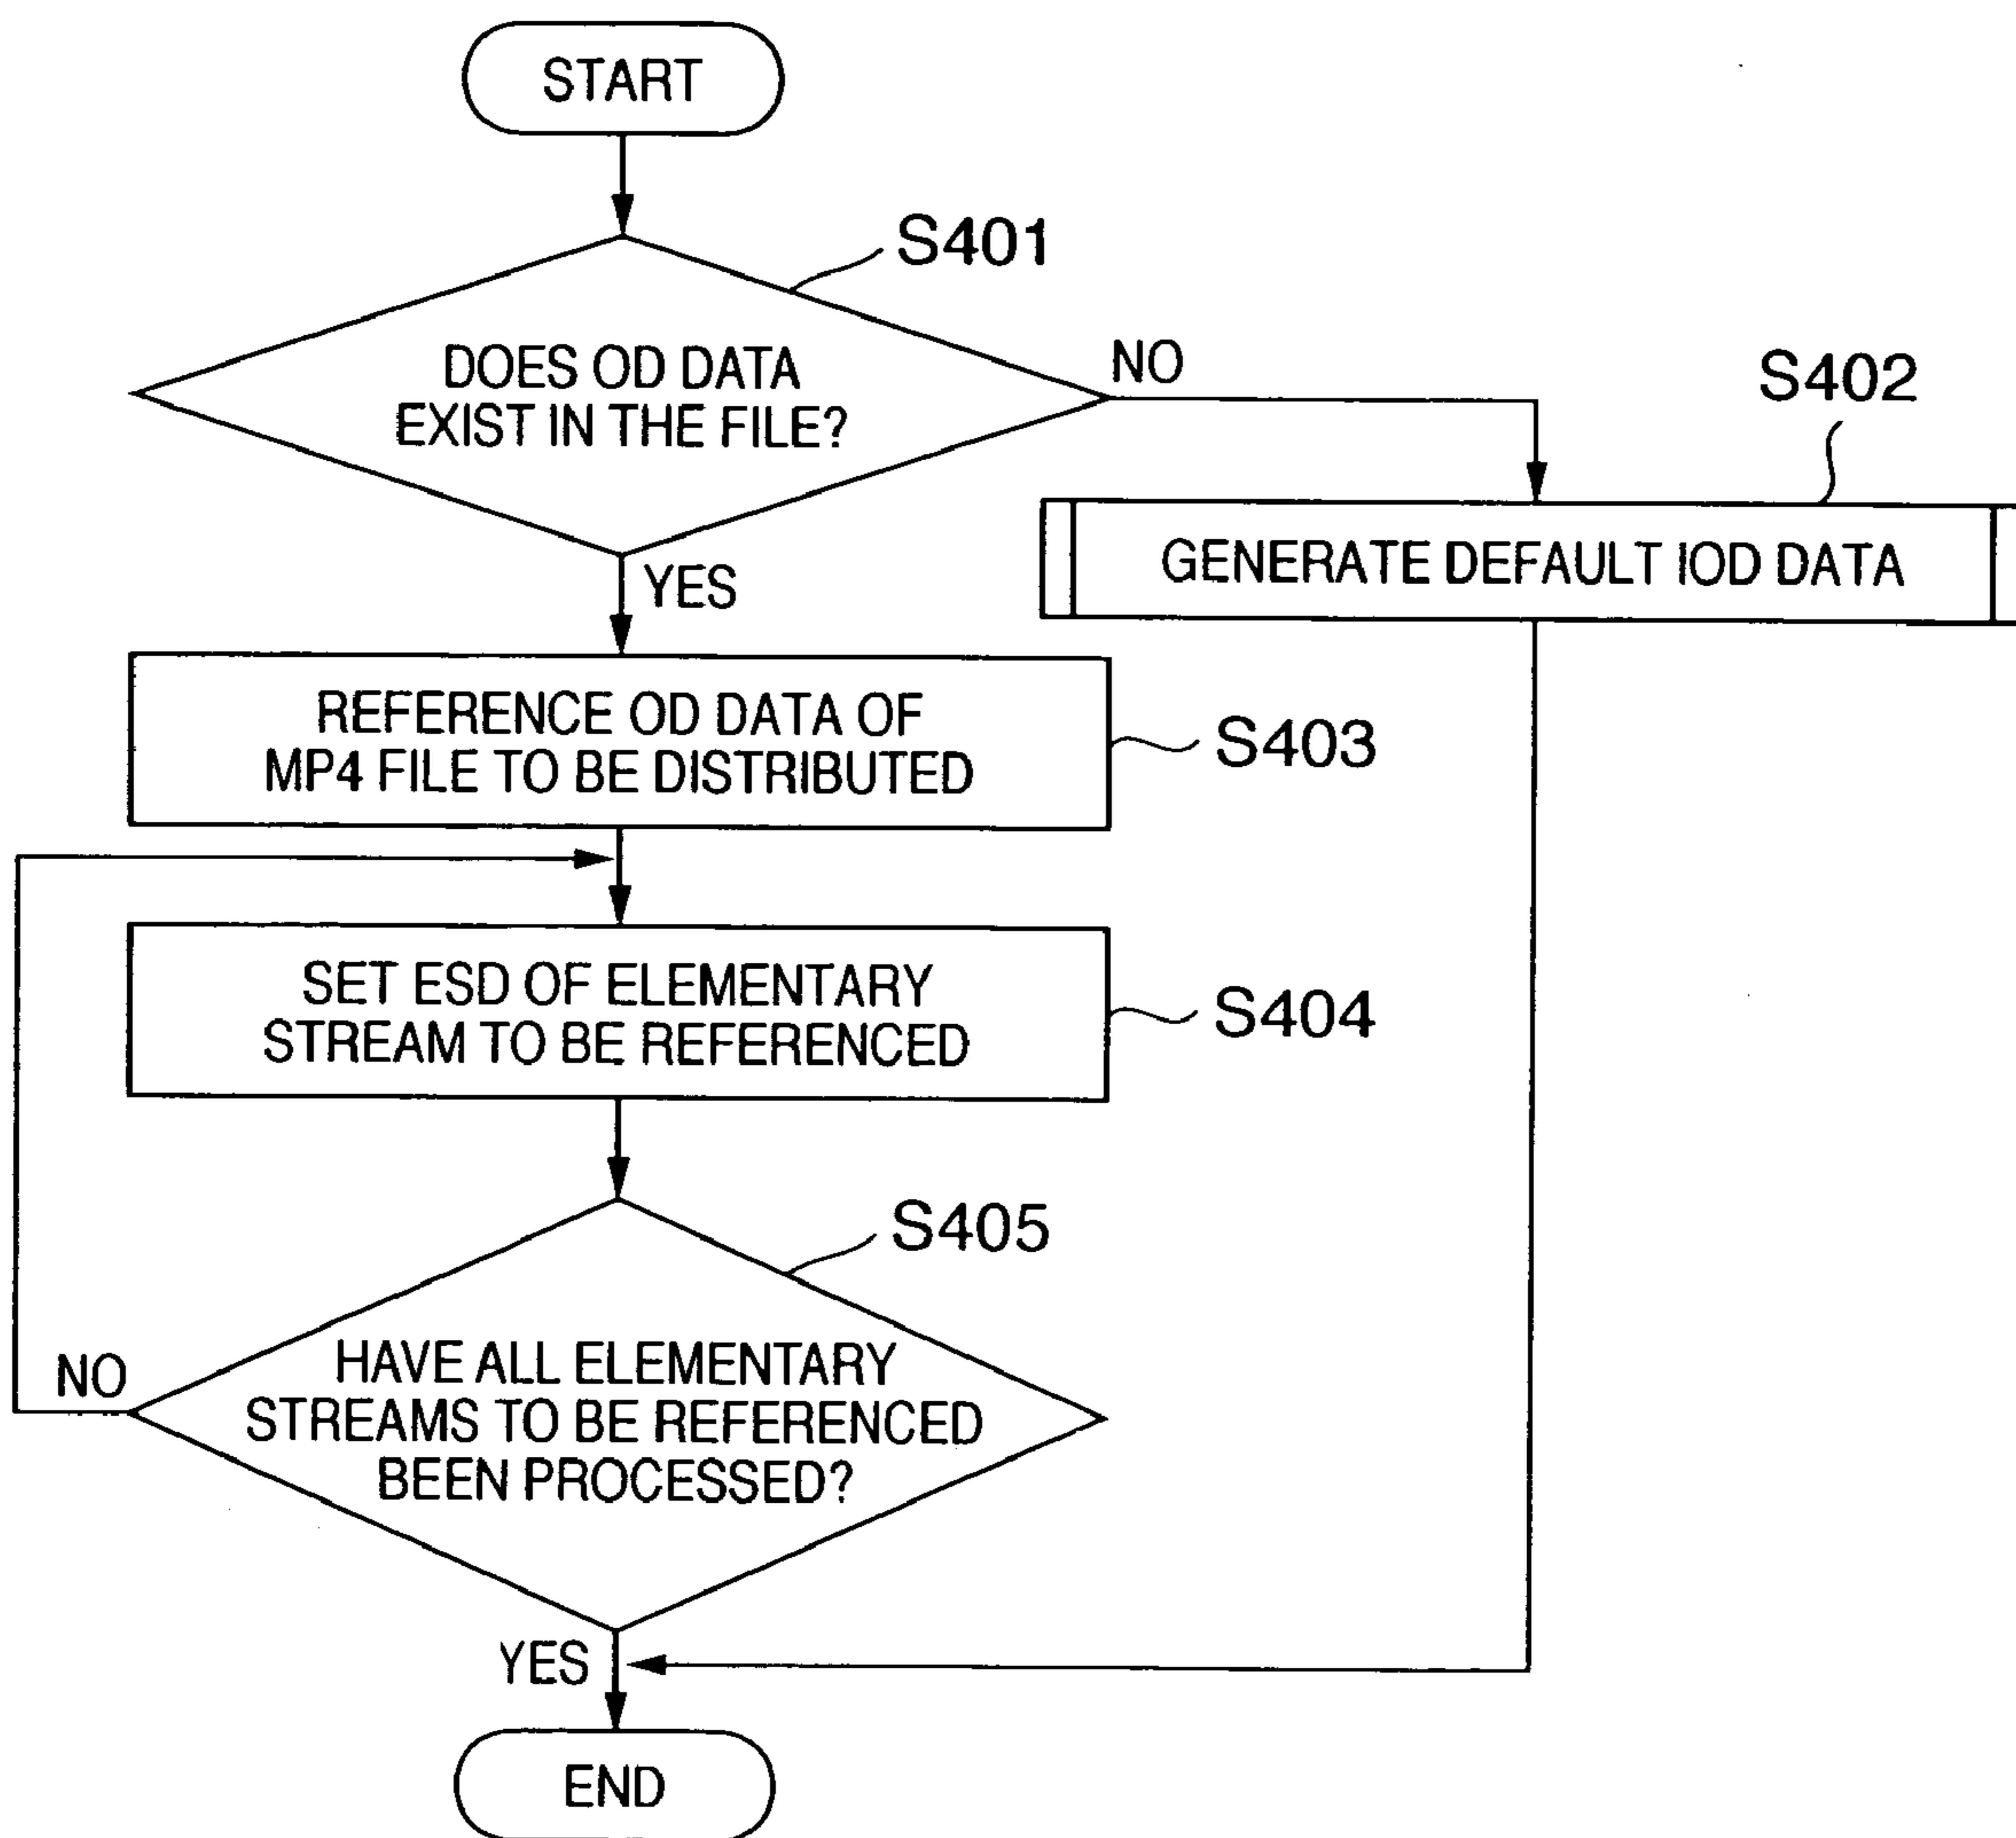 START
S401
DOES OD DATA
EXIST IN THE FILE?
NO
S402
GENERATE DEFAULT IOD DATA
YES
REFERENCE OD DATA OF
MP4 FILE TO BE DISTRIBUTED
S403
SET ESD OF ELEMENTARY
STREAM TO BE REFERENCED
S404
S405
HAVE ALL ELEMENTARY
STREAMS TO BE REFERENCED
BEEN PROCESSED?
NO
YES
END